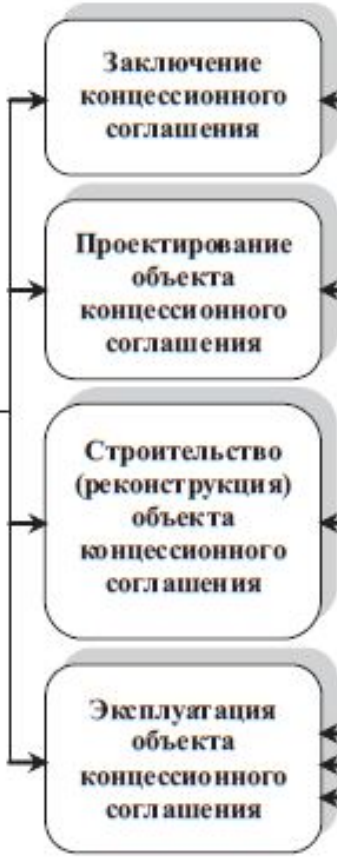 Заключение
концессионного
соглашения
Проектирование
объекта
концессионного
соглашения
Строительство
(реконструкция)
объекта
концессионного
соглашения
Эксплуатация
объекта
концессионного
соглашения